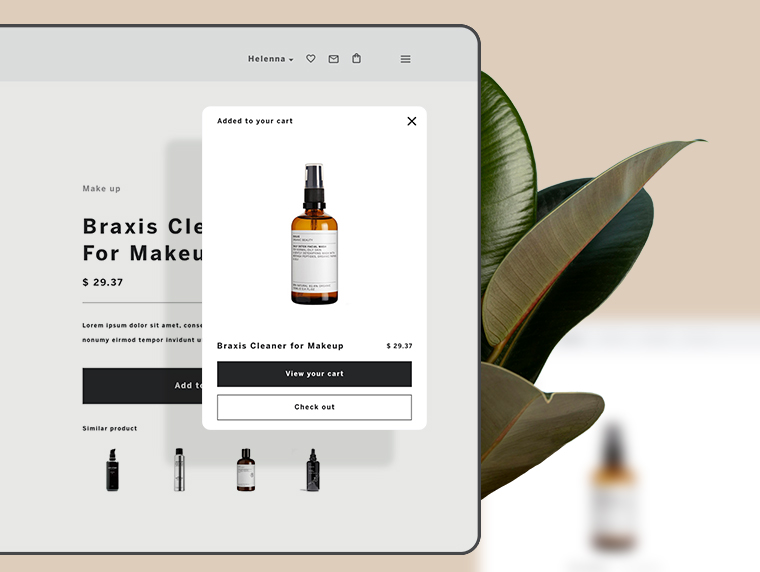 Helenna
Added to your cart
Make up
Braxis Cle
For Makeu
$ 29.37
Lorem ipsum dolor sit amet, conse
nonumy eirmod tempor invidunt u
Add to
Similar product
Braxis Cleaner for Makeup
$ 29.37
View your cart
Check out